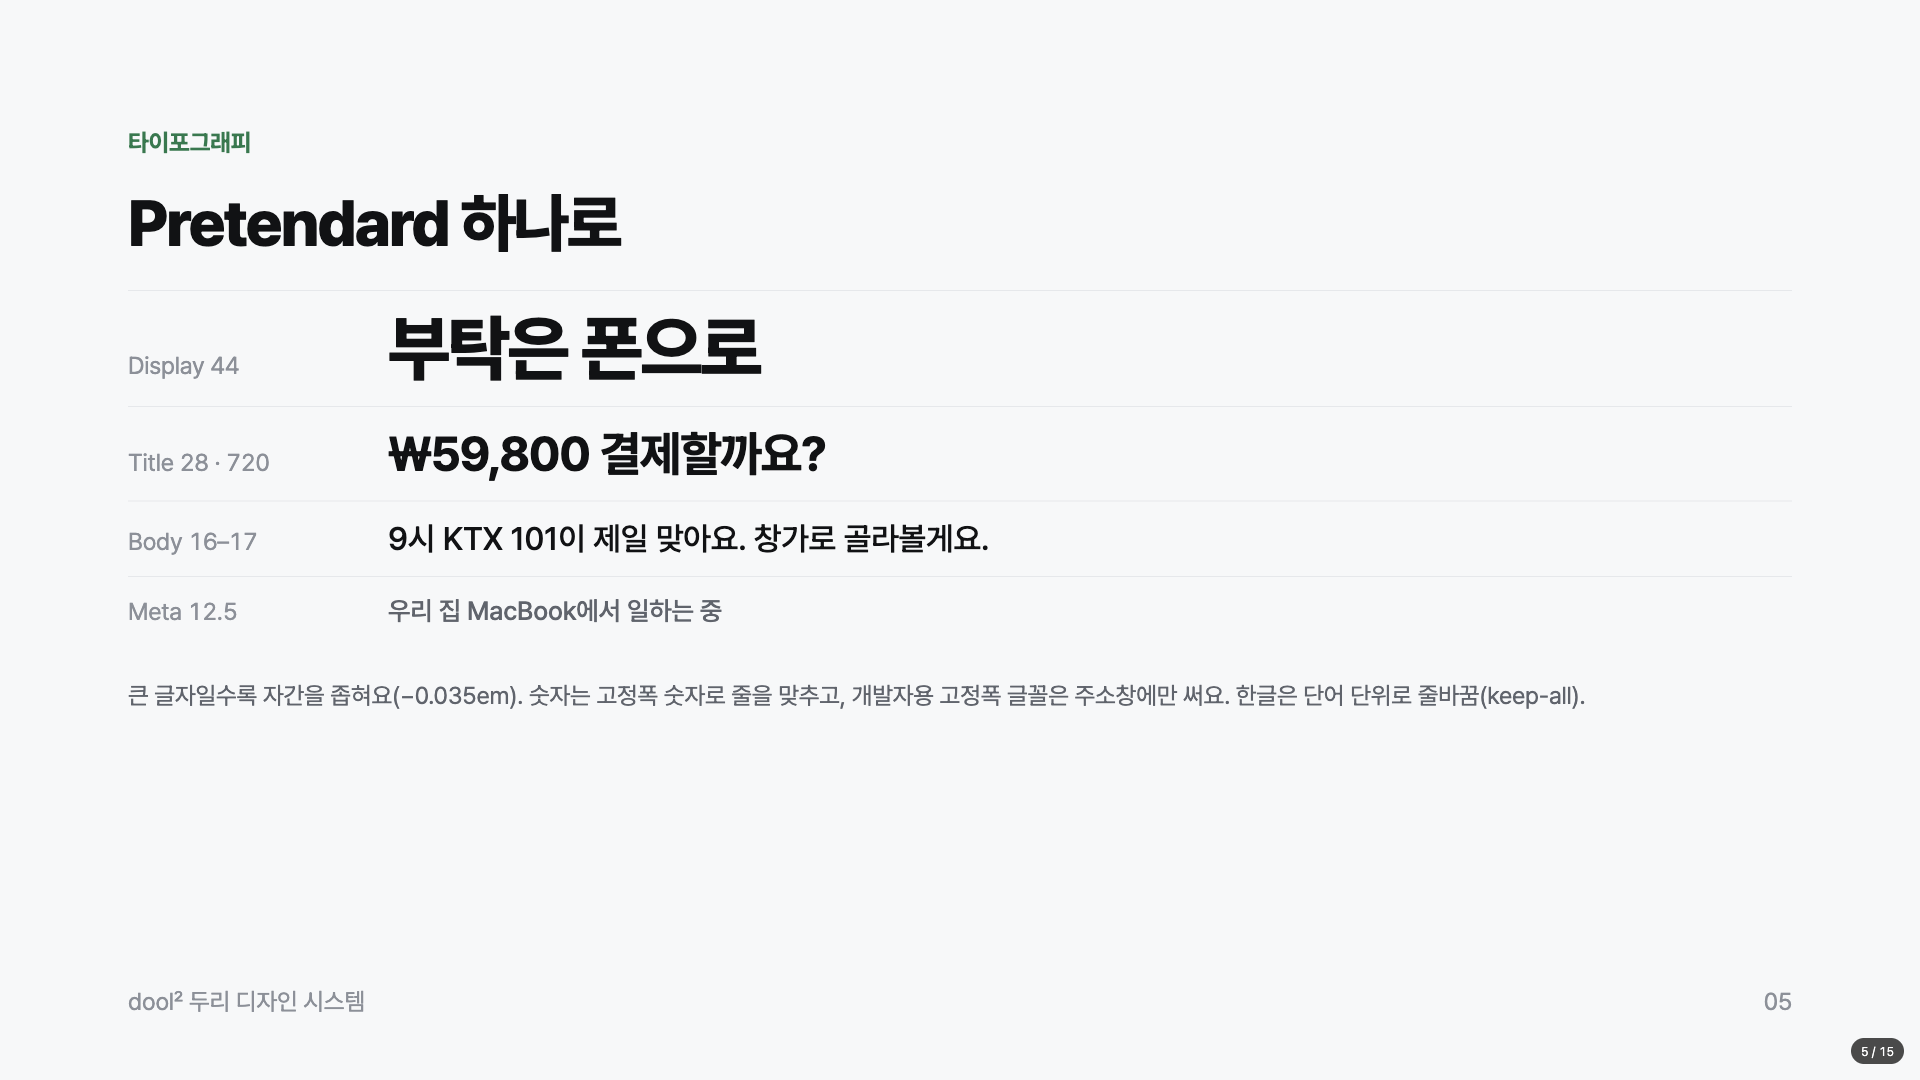 타이포그래피
Pretendard 하나로
Display 44
부탁은 폰으로
Title 28 · 720
₩59,800 결제할까요?
Body 16–17
9시 KTX 101이 제일 맞아요. 창가로 골라볼게요.
Meta 12.5
우리 집 MacBook에서 일하는 중
큰 글자일수록 자간을 좁혀요(−0.035em). 숫자는 고정폭 숫자로 줄을 맞추고, 개발자용 고정폭 글꼴은 주소창에만 써요. 한글은 단어 단위로 줄바꿈(keep-all).
dool² 두리 디자인 시스템
05
5 / 15